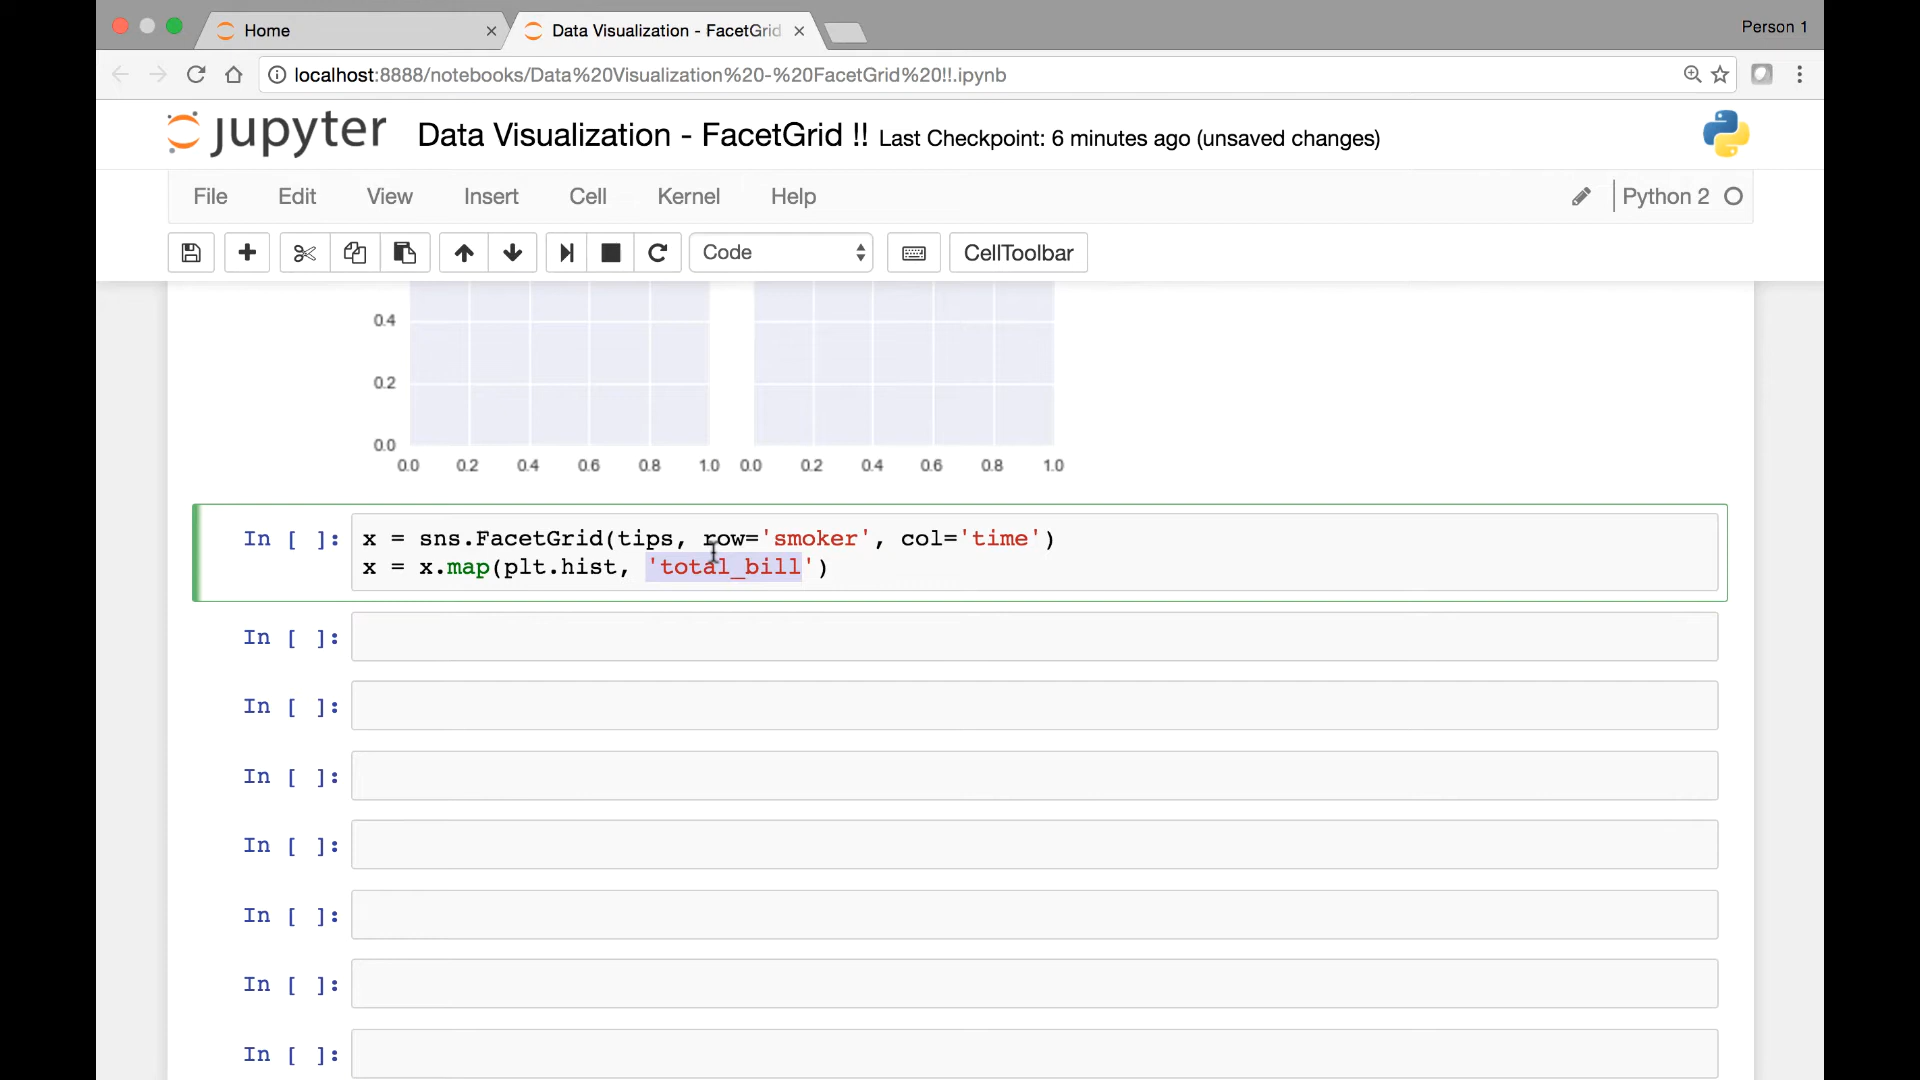 Home
Data Visualization - FacetGrid
Person 1
localhost:8888/notebooks/Data%20Visualization%20-%20FacetGrid%20!!.ipynb
jupyter Data Visualization - FacetGrid !! Last Checkpoint: 6 minutes ago (unsaved changes)
File Edit View Insert Cell Kernel Help Python 2
Code CellToolbar
0.4
0.2
0.0
0.0 0.2 0.4 0.6 0.8 1.0 0.0 0.2 0.4 0.6 0.8 1.0
In [ ]: x = sns.FacetGrid(tips, row='smoker', col='time')
x = x.map(plt.hist, 'total_bill')
In [ ]:
In [ ]:
In [ ]:
In [ ]:
In [ ]:
In [ ]:
In [ ]: